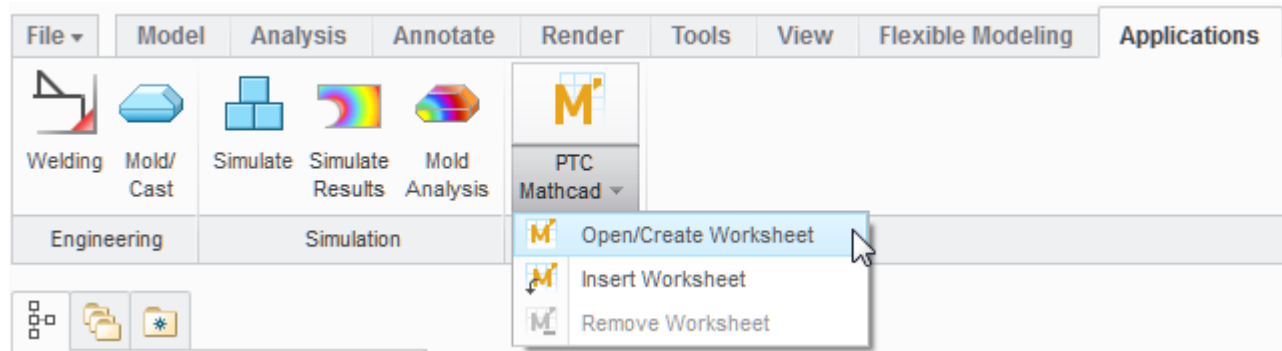 File Model Analysis Annotate Render Tools View Flexible Modeling Applications
Welding Mold/ Simulate Simulate Mold PTC
Cast Results Analysis Mathcad
Engineering Simulation
Open/Create Worksheet
Insert Worksheet
Remove Worksheet